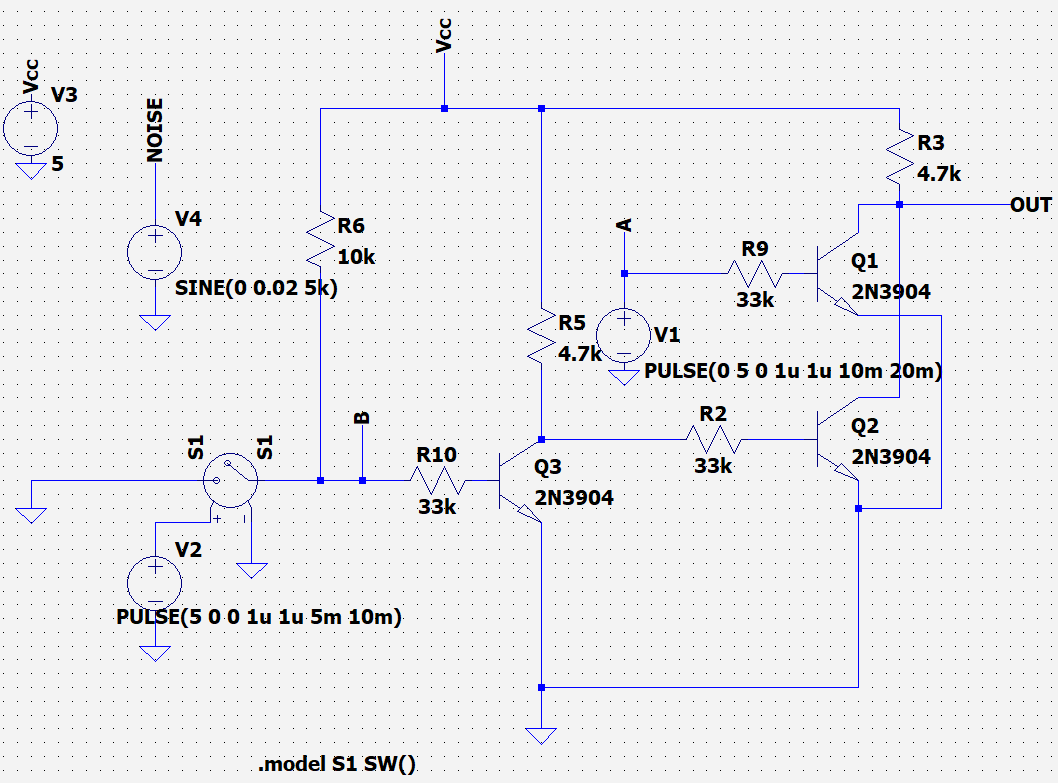 Vcc
Vcc
V3
5
NOISE
V4
SINE(0 0.02 5k)
R6
10k
R3
4.7k
OUT
A
R9
33k
Q1
2N3904
R5
4.7k
V1
PULSE(0 5 0 1u 1u 10m 20m)
B
R2
33k
Q2
2N3904
S1
S1
R10
33k
Q3
2N3904
V2
PULSE(5 0 0 1u 1u 5m 10m)
.model S1 SW()